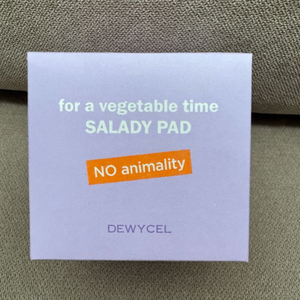 for a vegetable time
SALADY PAD
NO animality
DEWYCEL